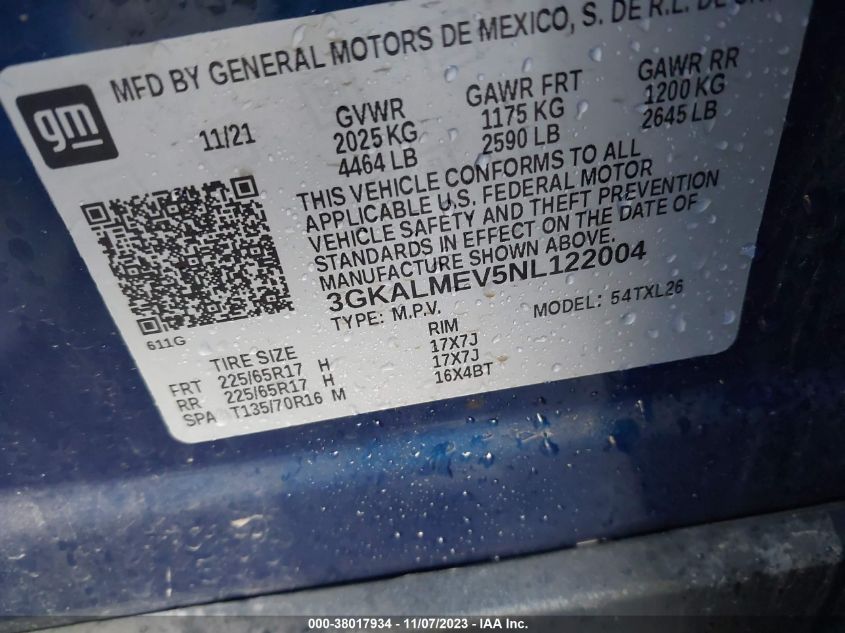 MFD BY GENERAL MOTORS DE MEXICO, S. DE R.L. DE
gm
11/21
GVWR GAWR FRT GAWR RR
2025 KG 1175 KG 1200 KG
4464 LB 2590 LB 2645 LB
THIS VEHICLE CONFORMS TO ALL
APPLICABLE U.S. FEDERAL MOTOR
VEHICLE SAFETY AND THEFT PREVENTION
STANDARDS IN EFFECT ON THE DATE OF
MANUFACTURE SHOWN ABOVE.
3GKALMEV5NL122004
TYPE: M.P.V. MODEL: 54TXL26
611G
TIRE SIZE RIM
FRT 225/65R17 H 17X7J
RR 225/65R17 H 17X7J
SPA T135/70R16 M 16X4BT
000-38017934 - 11/07/2023 - IAA Inc.